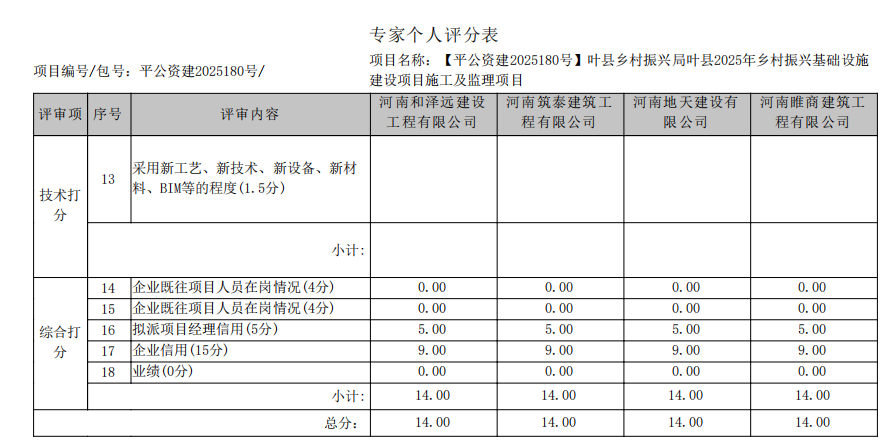 专家个人评分表
项目编号/包号: 平公资建2025180号/
项目名称: 【平公资建2025180号】叶县乡村振兴局叶县2025年乡村振兴基础设施
建设项目施工及监理项目
评审项 序号 评审内容 河南和泽远建设工程有限公司 河南筑泰建筑工程有限公司 河南地天建设有限公司 河南睢商建筑工程有限公司
技术打分
13 采用新工艺、新技术、新设备、新材
料、BIM等的程度(1.5分)
小计:
综合打分
14 企业既往项目人员在岗情况(4分) 0.00 0.00 0.00 0.00
15 企业既往项目人员在岗情况(4分) 0.00 0.00 0.00 0.00
16 拟派项目经理信用(5分) 5.00 5.00 5.00 5.00
17 企业信用(15分) 9.00 9.00 9.00 9.00
18 业绩(0分) 0.00 0.00 0.00 0.00
小计: 14.00 14.00 14.00 14.00
总分: 14.00 14.00 14.00 14.00